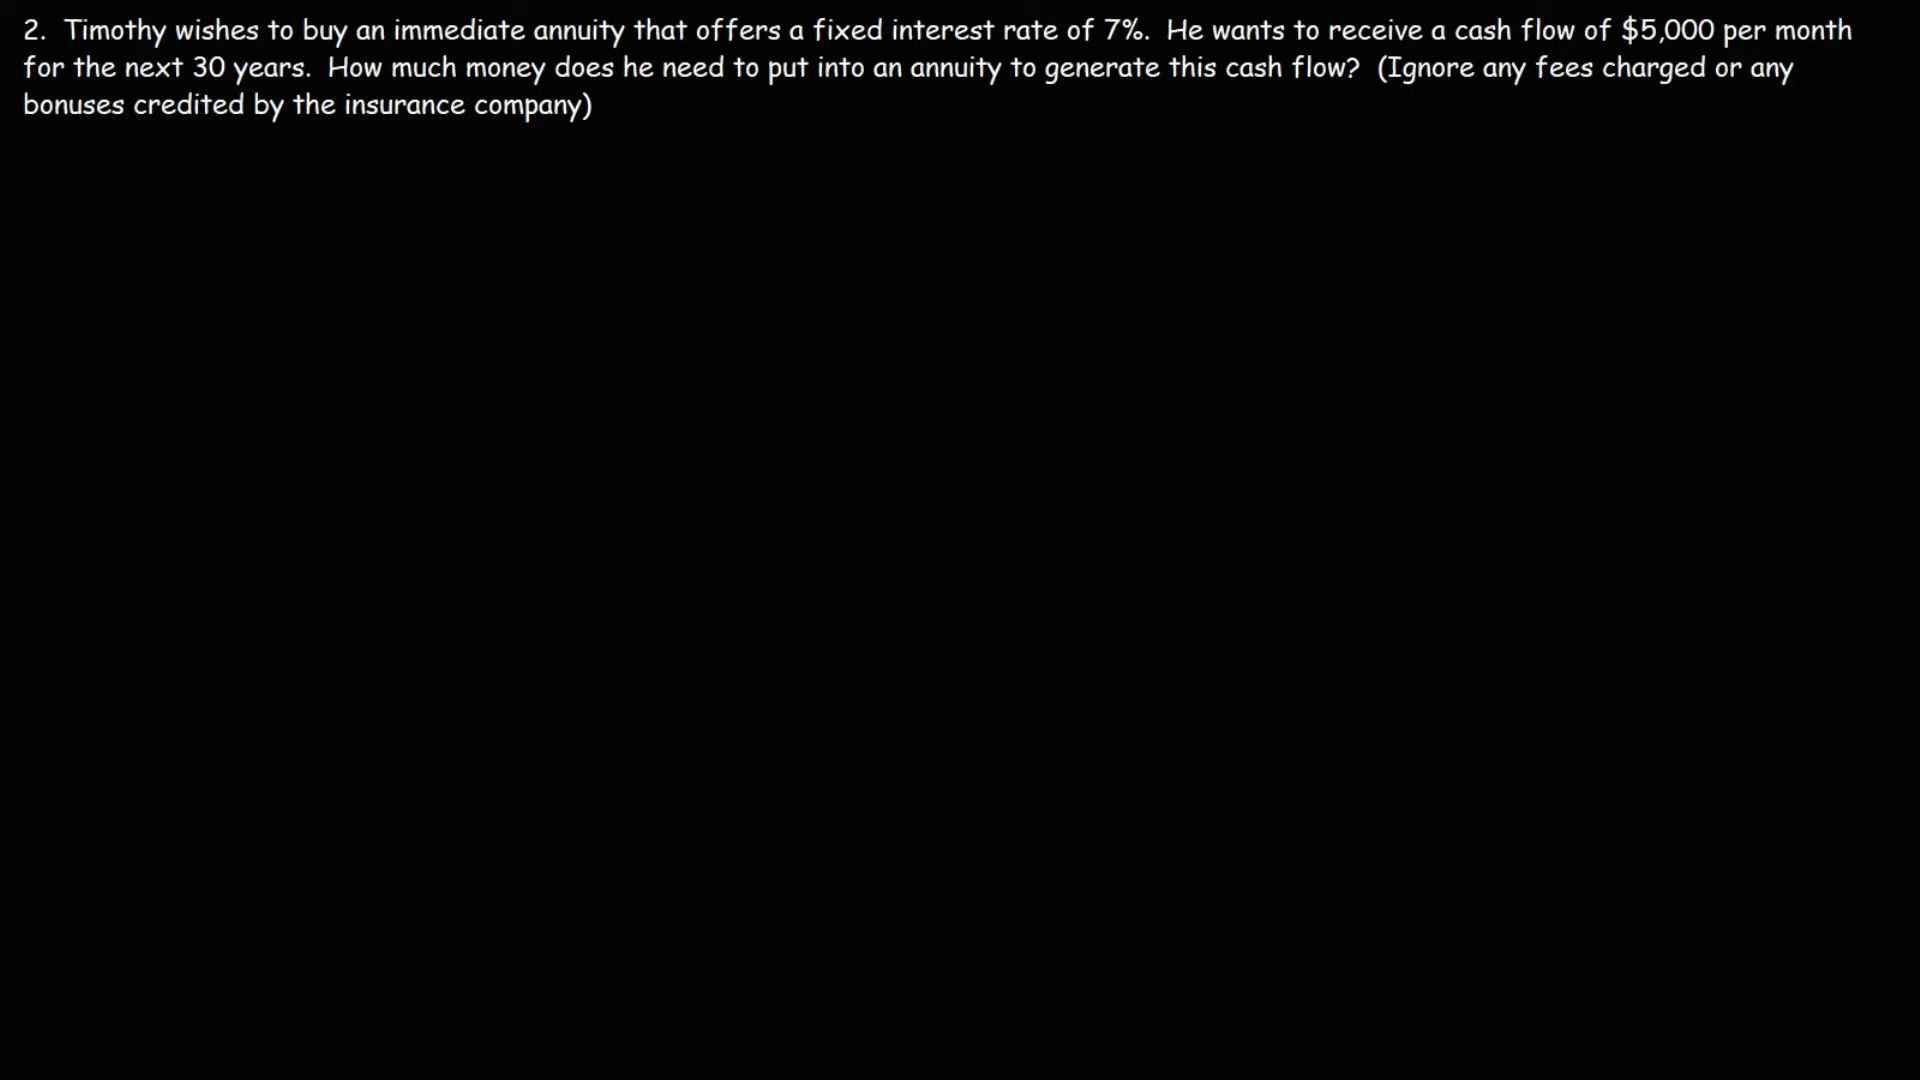 2.  Timothy wishes to buy an immediate annuity that offers a fixed interest rate of 7%.  He wants to receive a cash flow of $5,000 per month
for the next 30 years.  How much money does he need to put into an annuity to generate this cash flow?  (Ignore any fees charged or any
bonuses credited by the insurance company)